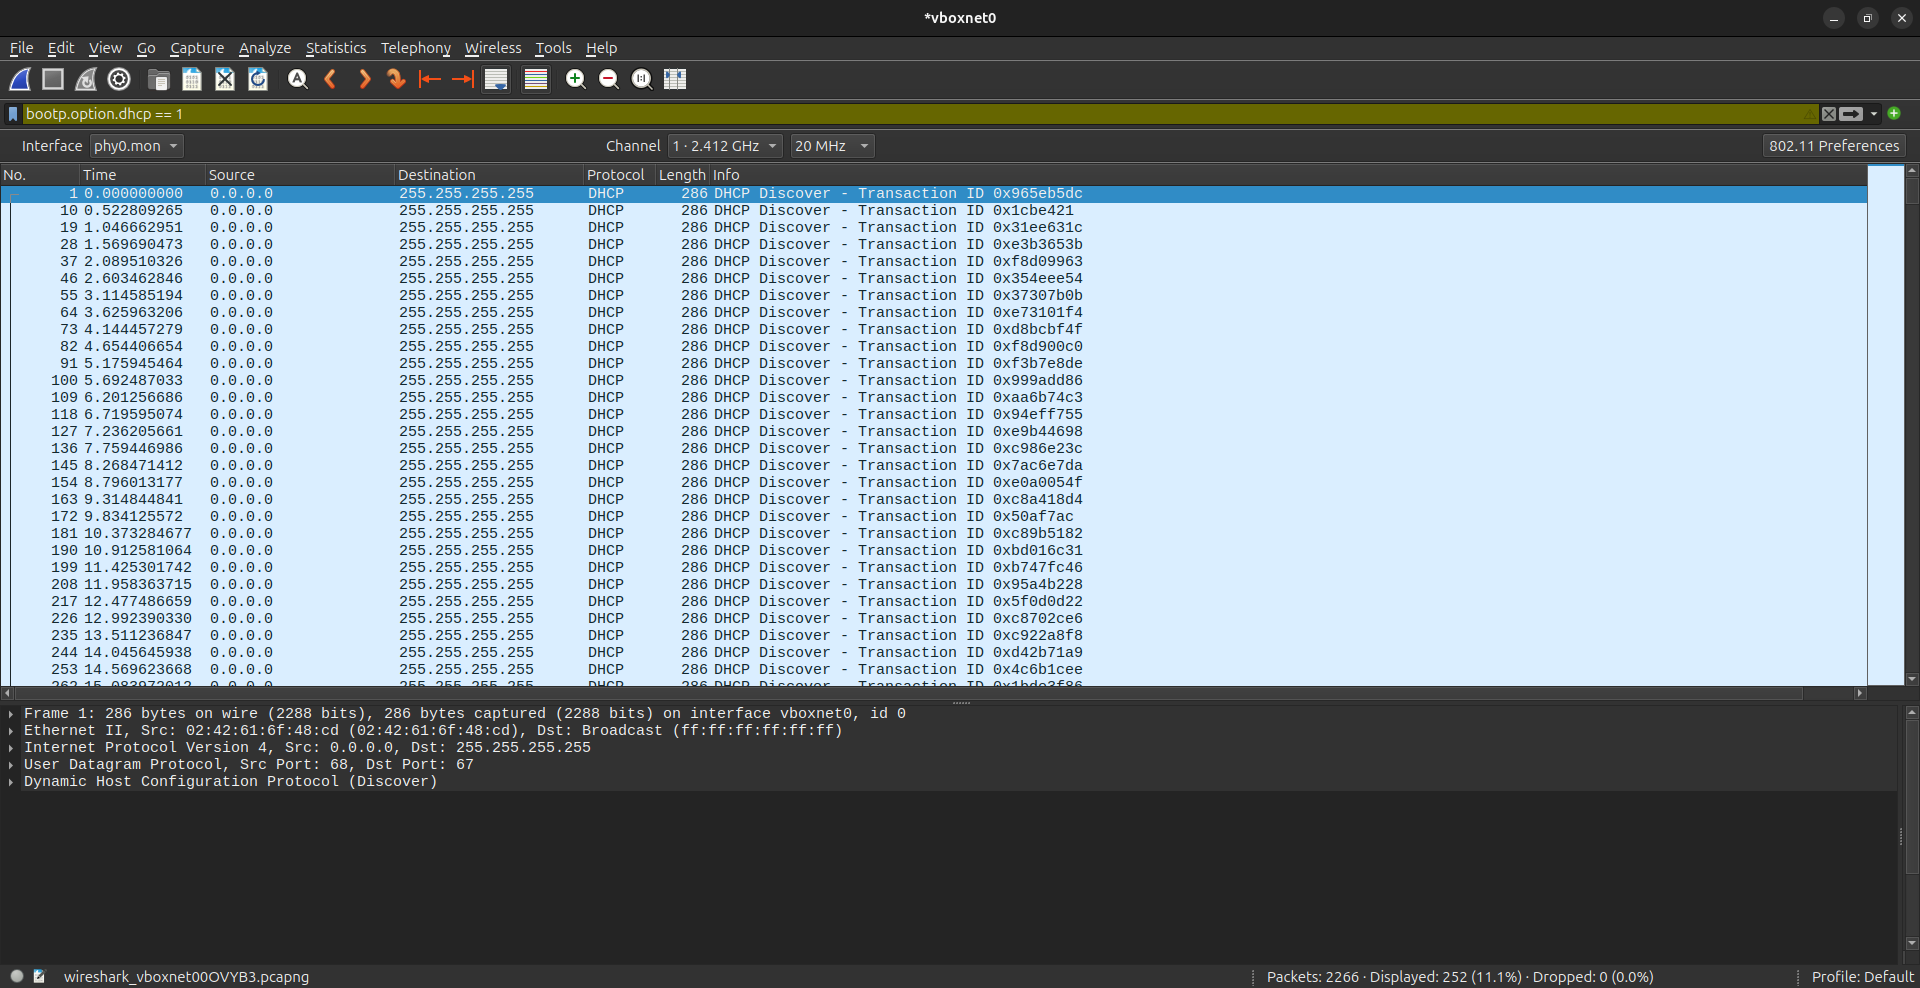 *vboxnet0
File Edit View Go Capture Analyze Statistics Telephony Wireless Tools Help
bootp.option.dhcp == 1
Interface phy0.mon Channel 1 · 2.412 GHz 20 MHz 802.11 Preferences
No. Time Source Destination Protocol Length Info
1 0.000000000 0.0.0.0 255.255.255.255 DHCP 286 DHCP Discover - Transaction ID 0x965eb5dc
10 0.522809265 0.0.0.0 255.255.255.255 DHCP 286 DHCP Discover - Transaction ID 0x1cbe421
19 1.046662951 0.0.0.0 255.255.255.255 DHCP 286 DHCP Discover - Transaction ID 0x31ee631c
28 1.569690473 0.0.0.0 255.255.255.255 DHCP 286 DHCP Discover - Transaction ID 0xe3b3653b
37 2.089510326 0.0.0.0 255.255.255.255 DHCP 286 DHCP Discover - Transaction ID 0xf8d09963
46 2.603462846 0.0.0.0 255.255.255.255 DHCP 286 DHCP Discover - Transaction ID 0x354eee54
55 3.114585194 0.0.0.0 255.255.255.255 DHCP 286 DHCP Discover - Transaction ID 0x37307b0b
64 3.625963206 0.0.0.0 255.255.255.255 DHCP 286 DHCP Discover - Transaction ID 0xe73101f4
73 4.144457279 0.0.0.0 255.255.255.255 DHCP 286 DHCP Discover - Transaction ID 0xd8bcbf4f
82 4.654406654 0.0.0.0 255.255.255.255 DHCP 286 DHCP Discover - Transaction ID 0xf8d900c0
91 5.175945464 0.0.0.0 255.255.255.255 DHCP 286 DHCP Discover - Transaction ID 0xf3b7e8de
100 5.692487033 0.0.0.0 255.255.255.255 DHCP 286 DHCP Discover - Transaction ID 0x999add86
109 6.201256686 0.0.0.0 255.255.255.255 DHCP 286 DHCP Discover - Transaction ID 0xaa6b74c3
118 6.719595074 0.0.0.0 255.255.255.255 DHCP 286 DHCP Discover - Transaction ID 0x94eff755
127 7.236205661 0.0.0.0 255.255.255.255 DHCP 286 DHCP Discover - Transaction ID 0xe9b44698
136 7.759446986 0.0.0.0 255.255.255.255 DHCP 286 DHCP Discover - Transaction ID 0xc986e23c
145 8.268471412 0.0.0.0 255.255.255.255 DHCP 286 DHCP Discover - Transaction ID 0x7ac6e7da
154 8.796013177 0.0.0.0 255.255.255.255 DHCP 286 DHCP Discover - Transaction ID 0xe0a0054f
163 9.314844841 0.0.0.0 255.255.255.255 DHCP 286 DHCP Discover - Transaction ID 0xc8a418d4
172 9.834125572 0.0.0.0 255.255.255.255 DHCP 286 DHCP Discover - Transaction ID 0x50af7ac
181 10.373284677 0.0.0.0 255.255.255.255 DHCP 286 DHCP Discover - Transaction ID 0xc89b5182
190 10.912581064 0.0.0.0 255.255.255.255 DHCP 286 DHCP Discover - Transaction ID 0xbd016c31
199 11.425301742 0.0.0.0 255.255.255.255 DHCP 286 DHCP Discover - Transaction ID 0xb747fc46
208 11.958363715 0.0.0.0 255.255.255.255 DHCP 286 DHCP Discover - Transaction ID 0x95a4b228
217 12.477486659 0.0.0.0 255.255.255.255 DHCP 286 DHCP Discover - Transaction ID 0x5f0d0d22
226 12.992390330 0.0.0.0 255.255.255.255 DHCP 286 DHCP Discover - Transaction ID 0xc8702ce6
235 13.511236847 0.0.0.0 255.255.255.255 DHCP 286 DHCP Discover - Transaction ID 0xc922a8f8
244 14.045645938 0.0.0.0 255.255.255.255 DHCP 286 DHCP Discover - Transaction ID 0xd42b71a9
253 14.569623668 0.0.0.0 255.255.255.255 DHCP 286 DHCP Discover - Transaction ID 0x4c6b1cee
Frame 1: 286 bytes on wire (2288 bits), 286 bytes captured (2288 bits) on interface vboxnet0, id 0
Ethernet II, Src: 02:42:61:6f:48:cd (02:42:61:6f:48:cd), Dst: Broadcast (ff:ff:ff:ff:ff:ff)
Internet Protocol Version 4, Src: 0.0.0.0, Dst: 255.255.255.255
User Datagram Protocol, Src Port: 68, Dst Port: 67
Dynamic Host Configuration Protocol (Discover)
wireshark_vboxnet00OVYB3.pcapng Packets: 2266 · Displayed: 252 (11.1%) · Dropped: 0 (0.0%) Profile: Default